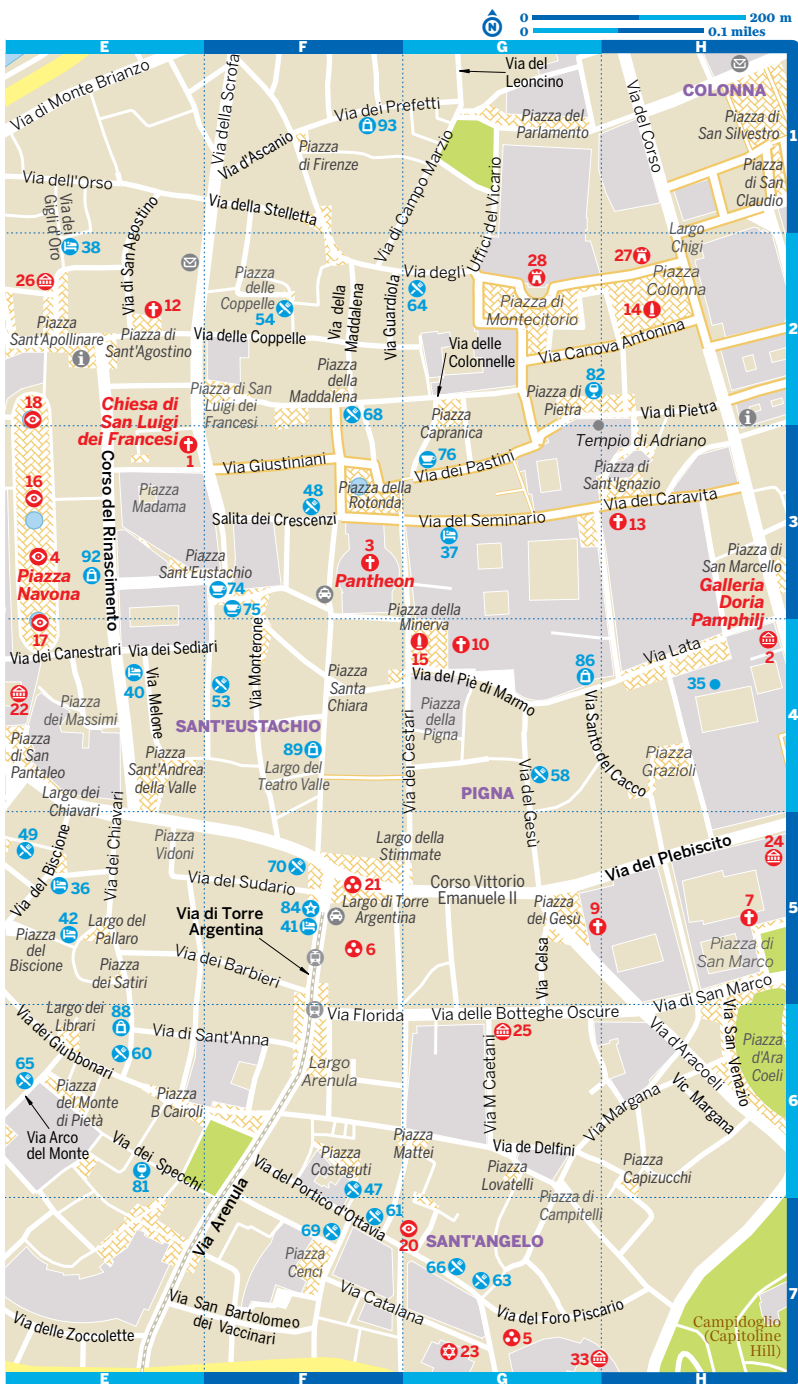 0 200 m
N
0 0.1 miles
E F G H
Via del
Leoncino
COLONNA
Via di Monte Brianzo
Via della Scrofa
Via dei Prefetti
93
Piazza del
Parlamento
Via del Corso
Piazza di
San Silvestro
1
Via d'Ascanio
Piazza
di Firenze
Via di Campo Marzio
Uffici del Vicario
Piazza
di San
Claudio
Via dell'Orso
Via dei
Gigli d'Oro
Via di San Agostino
Via della Stelletta
38
Largo
Chigi
26
12
Piazza
delle
Coppelle
54
Via della
Maddalena
Via Guardiola
Via degli
64
28
27
Piazza di
Montecitorio
Piazza
Colonna
14
Piazza
Sant'Apollinare
Piazza di
Sant'Agostino
Via delle Coppelle
Via delle
Colonnelle
Via Canova Antonina
2
Piazza
della
Maddalena
82
18
Chiesa di
San Luigi
dei Francesi
1
Piazza di San
Luigi dei
Francesi
68
Piazza
Capranica
Piazza di
Pietra
Via di Pietra
Tempio di Adriano
Via Giustiniani
76
Via dei Pastini
Piazza di
Sant'Ignazio
16
Corso del Rinascimento
Piazza
Madama
48
Piazza della
Rotonda
Via del Caravita
Salita dei Crescenzi
Via del Seminario
13
3
37
4
Piazza
Navona
92
Piazza
Sant'Eustachio
3
Pantheon
Piazza di
San Marcello
Galleria
Doria
Pamphilj
2
74
75
17
Piazza della
Minerva
15
10
Via dei Canestrari
Via dei Sediari
Via Monterone
Via Lata
86
35
22
40
Via Melone
53
Piazza
Santa
Chiara
Via del Piè di Marmo
Via Santo del Cacco
Piazza
dei Massimi
SANT'EUSTACHIO
Piazza
della
Pigna
4
Piazza
di San
Pantaleo
Piazza
Sant'Andrea
della Valle
89
Largo del
Teatro Valle
Via dei Cestari
PIGNA
Via del Gesù
58
Piazza
Grazioli
Largo dei
Chiavari
Via dei Chiavari
49
Via del Biscione
Piazza
Vidoni
Largo della
Stimmate
Via del Plebiscito
24
70
36
Via del Sudario
21
Corso Vittorio
Emanuele II
Via di Torre
Argentina
84
41
Largo di Torre
Argentina
Piazza
del Gesù
9
7
5
42
Largo del
Pallaro
Piazza
del
Biscione
6
Via Celsa
Piazza di
San Marco
Piazza
dei Satiri
Via dei Barbieri
Via di San Marco
Largo dei
Librari
88
Via Florida
Via delle Botteghe Oscure
Via dei Giubbonari
60
Via di Sant'Anna
25
Via M Caetani
Via d'Aracoeli
Via San Venazio
Piazza
d'Ara
Coeli
65
Largo
Arenula
Piazza
del Monte
di Pietà
Piazza
B Cairoli
Via Margana
Vic Margana
6
Via Arco
del Monte
Via dei Specchi
Piazza
Mattei
Via de Delfini
Piazza
Costaguti
Piazza
Lovatelli
Piazza
Capizucchi
81
Via Arenula
Via del Portico d'Ottavia
47
Piazza di
Campitelli
61
20
69
SANT'ANGELO
Piazza
Cenci
66
63
7
Via Catalana
Via del Foro Piscario
Via San Bartolomeo
dei Vaccinari
Via delle Zoccolette
Campidoglio
(Capitoline
Hill)
23
5
33
E F G H